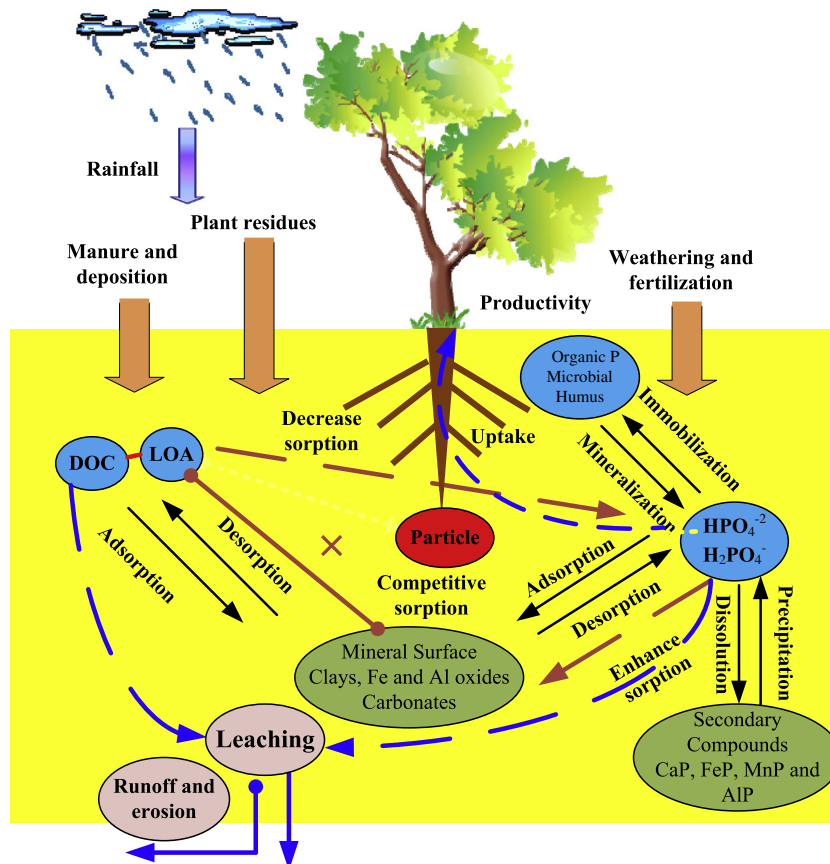 Rainfall
Plant residues
Manure and
deposition
Weathering and
fertilization
Productivity
Organic P
Microbial
Humus
Decrease
sorption
Uptake
Immobilization
Mineralization
DOC
LOA
HPO₄⁻²
H₂PO₄⁻
Particle
Competitive
sorption
Adsorption
Desorption
Adsorption
Desorption
Dissolution
Precipitation
Enhance
sorption
Mineral Surface
Clays, Fe and Al oxides
Carbonates
Secondary
Compounds
CaP, FeP, MnP and
AlP
Leaching
Runoff and
erosion